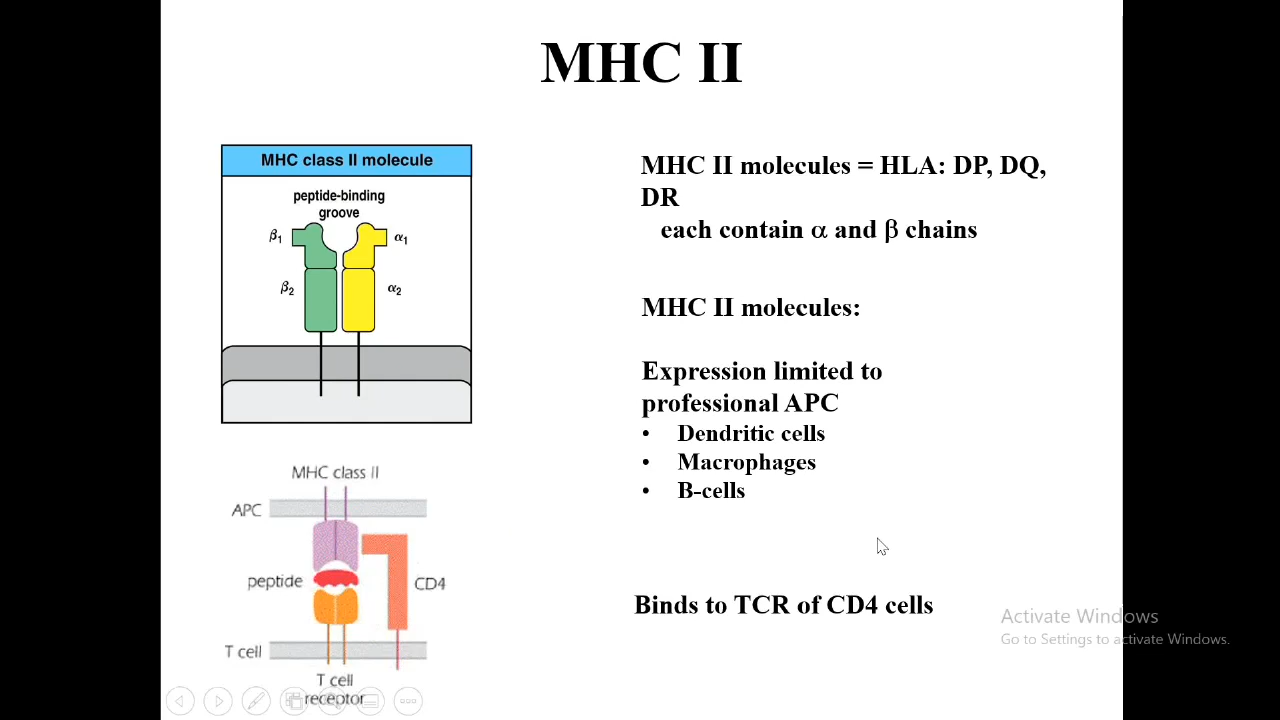 MHC II
MHC class II molecule
peptide-binding
groove
β1
α1
β2
α2
MHC II molecules = HLA: DP, DQ,
DR
each contain α and β chains
MHC II molecules:
Expression limited to
professional APC
• Dendritic cells
• Macrophages
• B-cells
Binds to TCR of CD4 cells
MHC class II
APC
peptide
CD4
T cell
T cell
receptor
Activate Windows
Go to Settings to activate Windows.